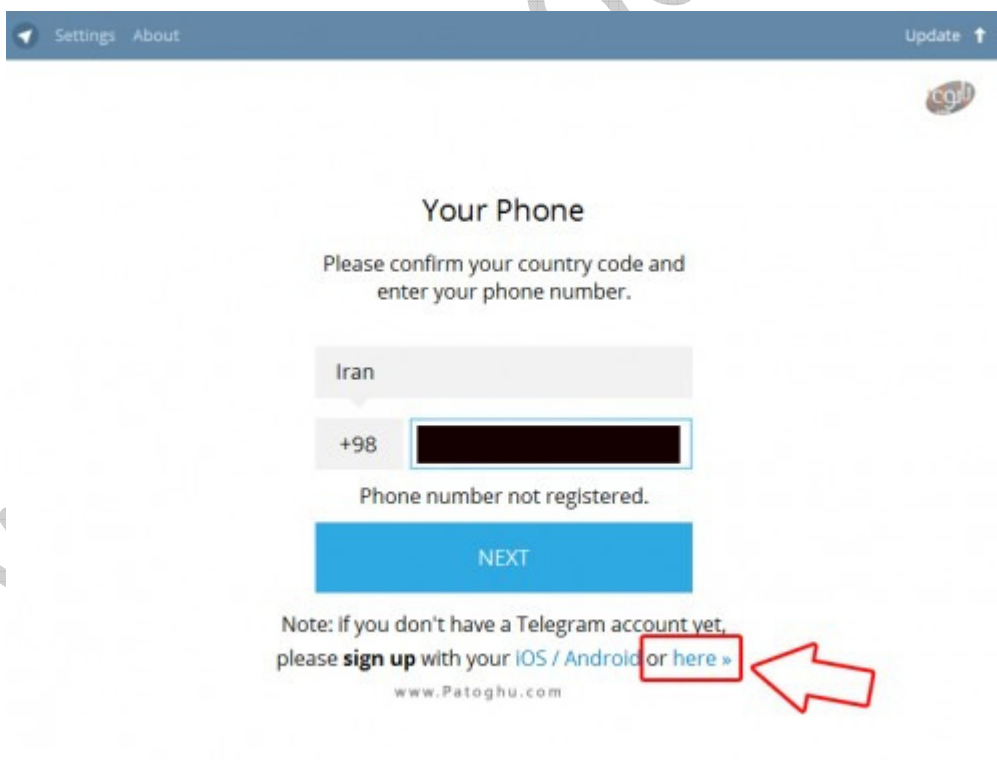 Settings About Update
Your Phone
Please confirm your country code and
enter your phone number.
Iran
+98
Phone number not registered.
NEXT
Note: if you don't have a Telegram account yet,
please sign up with your iOS / Android or here »
www.Patoghu.com